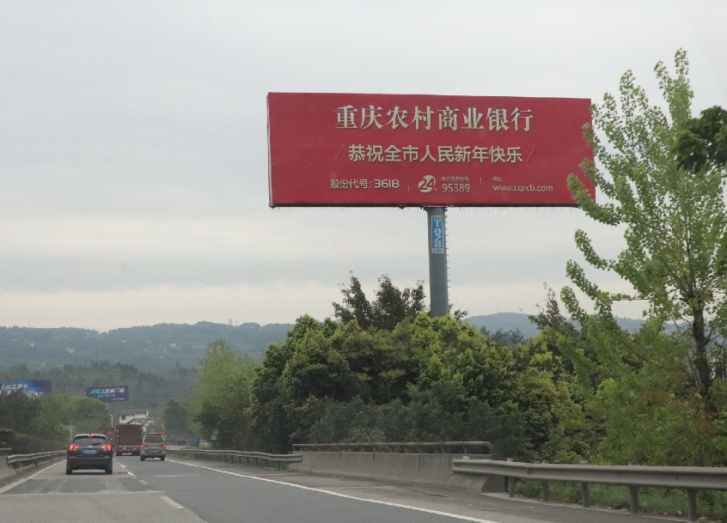 重庆农村商业银行
恭祝全市人民新年快乐
股份代号: 3618
24
95389
www.cqrcb.com